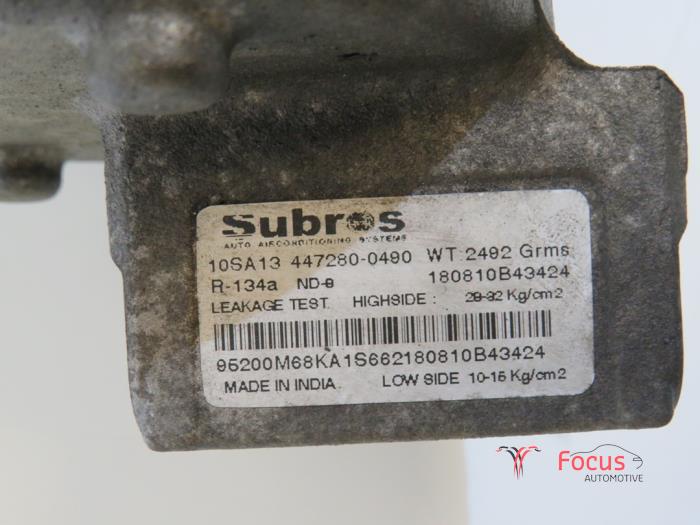 Subros
AUTO AIRCONDITIONING SYSTEMS
10SA13 447280-0490 WT:2492 Grms
R-134a ND-8 180810B43424
LEAKAGE TEST. HIGHSIDE : 28-32 Kg/cm2
95200M68KA1S662180810B43424
MADE IN INDIA. LOW SIDE 10-15 Kg/cm2
Focus
AUTOMOTIVE